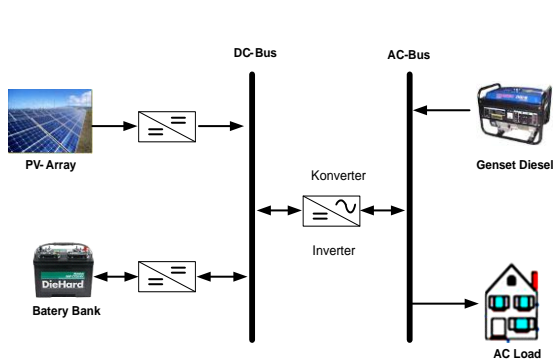 DC-Bus
AC-Bus
PV-Array
Genset Diesel
Konverter
Inverter
DieHard
Batery Bank
AC Load